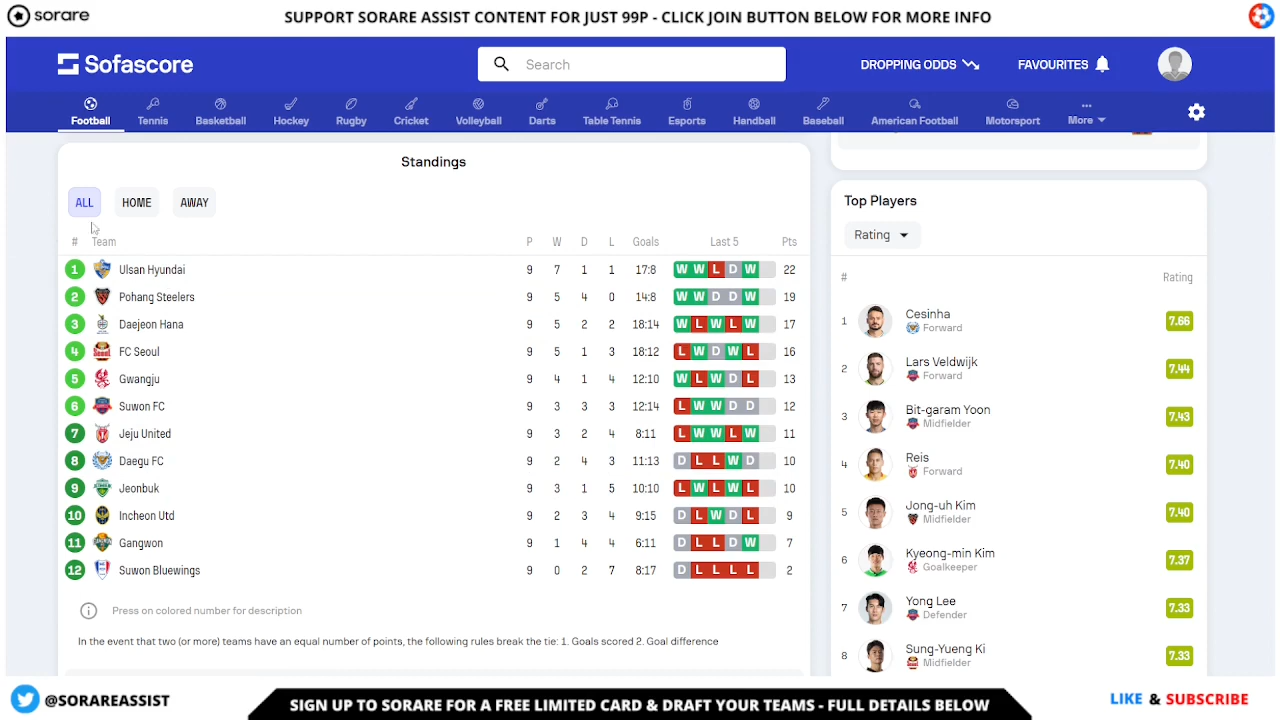 sorare
SUPPORT SORARE ASSIST CONTENT FOR JUST 99P - CLICK JOIN BUTTON BELOW FOR MORE INFO
Sofascore
Search
DROPPING ODDS
FAVOURITES
Football Tennis Basketball Hockey Rugby Cricket Volleyball Darts Table Tennis Esports Handball Baseball American Football Motorsport More
Standings
ALL HOME AWAY
# Team P W D L Goals Last 5 Pts
1 Ulsan Hyundai 9 7 1 1 17:8 W W L D W 22
2 Pohang Steelers 9 5 4 0 14:8 W W D D W 19
3 Daejeon Hana 9 5 2 2 18:14 W L W L W 17
4 FC Seoul 9 5 1 3 18:12 L W D W L 16
5 Gwangju 9 4 1 4 12:10 W L W D L 13
6 Suwon FC 9 3 3 3 12:14 L W W D D 12
7 Jeju United 9 3 2 4 8:11 L W W L W 11
8 Daegu FC 9 2 4 3 11:13 D L L W D 10
9 Jeonbuk 9 3 1 5 10:10 L W L W L 10
10 Incheon Utd 9 2 3 4 9:15 D L W D L 9
11 Gangwon 9 1 4 4 6:11 D L L D W 7
12 Suwon Bluewings 9 0 2 7 8:17 D L L L L 2
Press on colored number for description
In the event that two (or more) teams have an equal number of points, the following rules break the tie: 1. Goals scored 2. Goal difference
Top Players
Rating
# Rating
1 Cesinha 7.66
Forward
2 Lars Veldwijk 7.44
Forward
3 Bit-garam Yoon 7.43
Midfielder
4 Reis 7.40
Forward
5 Jong-uh Kim 7.40
Midfielder
6 Kyeong-min Kim 7.37
Goalkeeper
7 Yong Lee 7.33
Defender
8 Sung-Yueng Ki 7.33
Midfielder
@SORAREASSIST
SIGN UP TO SORARE FOR A FREE LIMITED CARD & DRAFT YOUR TEAMS - FULL DETAILS BELOW
LIKE & SUBSCRIBE